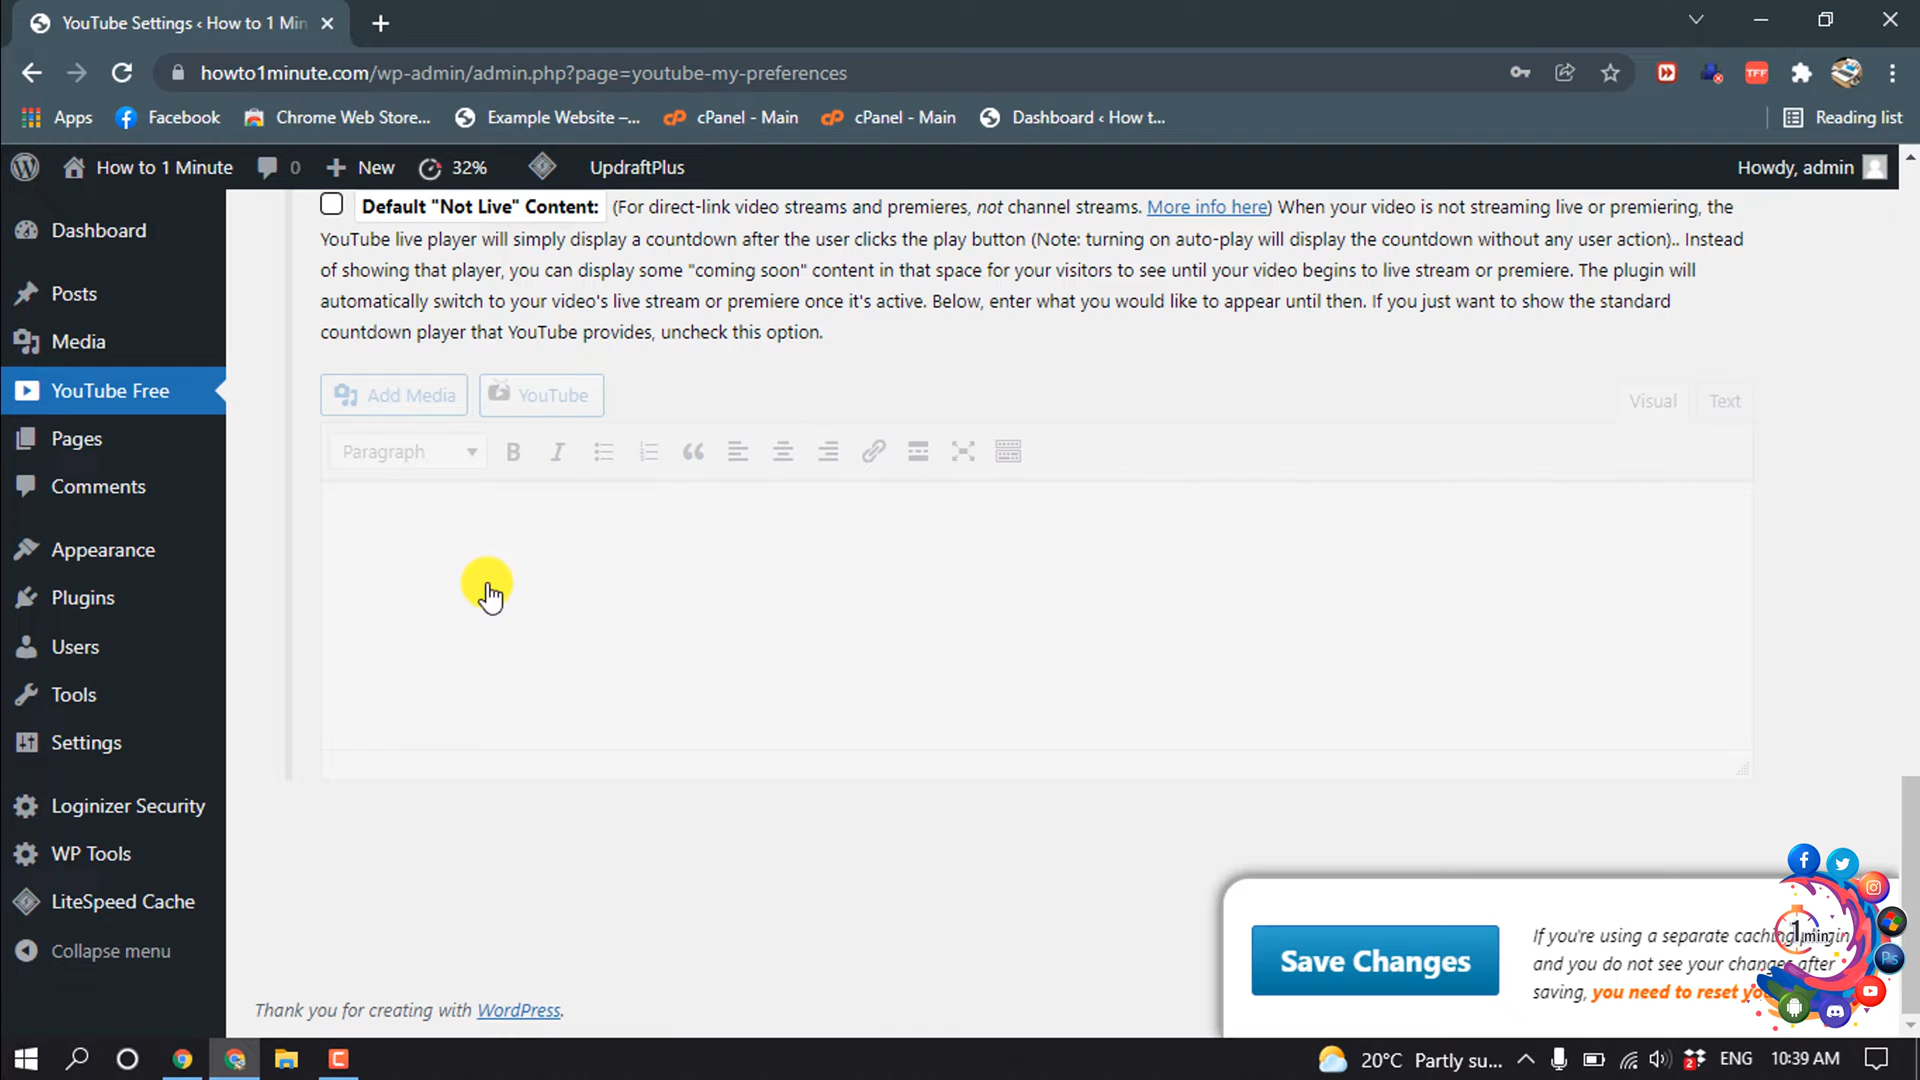 YouTube Settings ‹ How to 1 Min
howto1minute.com/wp-admin/admin.php?page=youtube-my-preferences
TFF
Apps
Facebook
Chrome Web Store...
Example Website –...
cPanel - Main
cPanel - Main
Dashboard ‹ How t...
Reading list
How to 1 Minute
0
New
32%
UpdraftPlus
Howdy, admin
Dashboard
Posts
Media
YouTube Free
Pages
Comments
Appearance
Plugins
Users
Tools
Settings
Loginizer Security
WP Tools
LiteSpeed Cache
Collapse menu
Default "Not Live" Content: (For direct-link video streams and premieres, not channel streams. More info here) When your video is not streaming live or premiering, the
YouTube live player will simply display a countdown after the user clicks the play button (Note: turning on auto-play will display the countdown without any user action).. Instead
of showing that player, you can display some "coming soon" content in that space for your visitors to see until your video begins to live stream or premiere. The plugin will
automatically switch to your video's live stream or premiere once it's active. Below, enter what you would like to appear until then. If you just want to show the standard
countdown player that YouTube provides, uncheck this option.
Add Media
YouTube
Visual
Text
Paragraph
B
I
Save Changes
If you're using a separate caching plugin
and you do not see your changes after
saving, you need to reset
1min
Ps
Thank you for creating with WordPress.
20°C Partly su...
2
ENG
10:39 AM